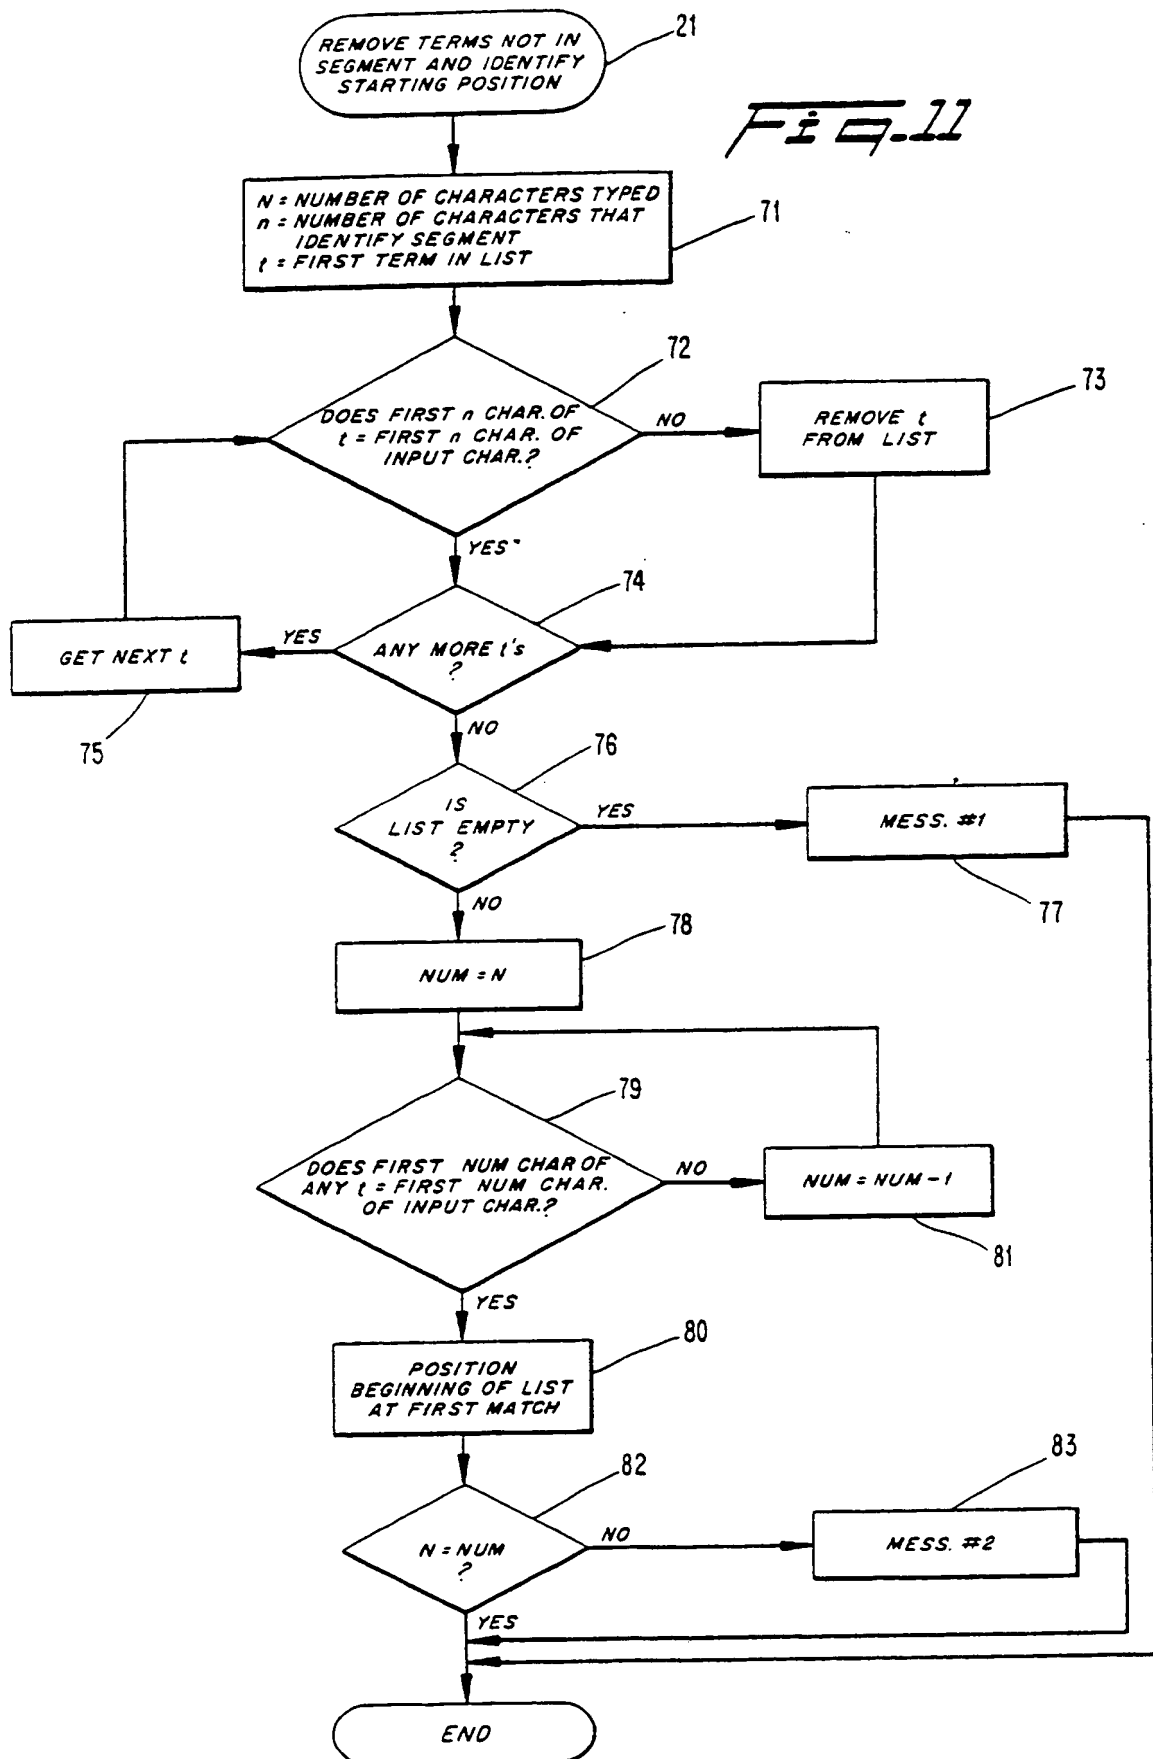 REMOVE TERMS NOT IN
SEGMENT AND IDENTIFY
STARTING POSITION
21
Fig. 11
N = NUMBER OF CHARACTERS TYPED
n = NUMBER OF CHARACTERS THAT
IDENTIFY SEGMENT
t = FIRST TERM IN LIST
71
DOES FIRST n CHAR. OF
t = FIRST n CHAR. OF
INPUT CHAR.?
72
NO
REMOVE t
FROM LIST
73
YES
ANY MORE t's
?
74
YES
GET NEXT t
75
NO
IS
LIST EMPTY
?
76
YES
MESS. #1
77
NO
NUM = N
78
DOES FIRST NUM CHAR OF
ANY t = FIRST NUM CHAR.
OF INPUT CHAR.?
79
NO
NUM = NUM - 1
81
YES
POSITION
BEGINNING OF LIST
AT FIRST MATCH
80
N = NUM
?
82
NO
MESS. #2
83
YES
END